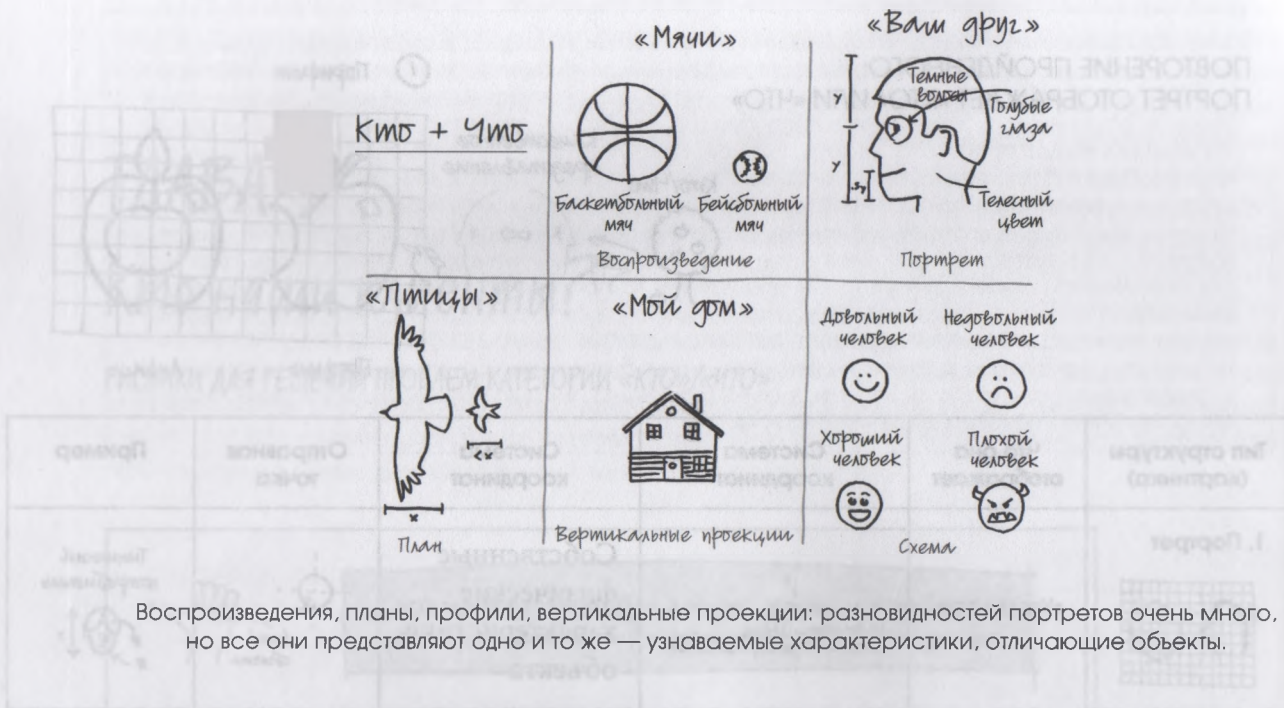 Кто + Что
«Мячи»
Баскетбольный
мяч
Бейсбольный
мяч
Воспроизведение
«Ваш друг»
Темные
волосы
Голубые
глаза
y
y
.5y
Телесный
цвет
Портрет
«Птицы»
x
План
«Мой дом»
Вертикальные проекции
Довольный
человек
Недовольный
человек
Хороший
человек
Плохой
человек
Схема
Воспроизведения, планы, профили, вертикальные проекции: разновидностей портретов очень много,
но все они представляют одно и то же — узнаваемые характеристики, отличающие объекты.